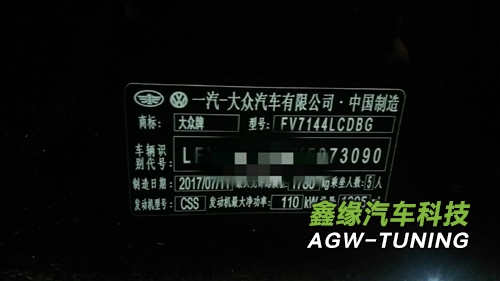 一汽-大众汽车有限公司·中国制造
商标: 大众牌 型号: FV7144LCDBG
车辆识别代号: LF 073090
制造日期 2017/07/11 1780 乘坐人数: 5 人
发动机型号: CSS 发动机最大净功率: 110 kW
鑫缘汽车科技
AGW-TUNING